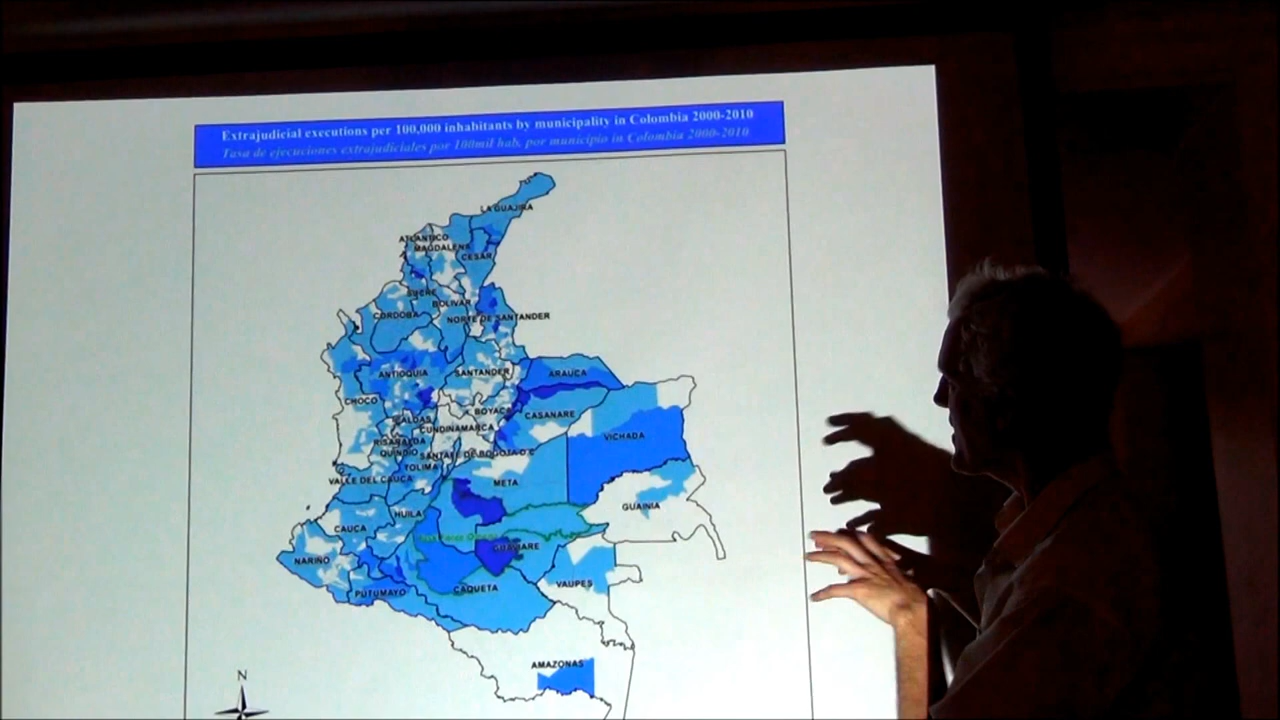 Extrajudicial executions per 100,000 inhabitants by municipality in Colombia 2000-2010
Tasa de ejecuciones extrajudiciales por 100mil hab. por municipio in Colombia 2000-2010
LA GUAJIRA
ATLANTICO
MAGDALENA
CESAR
SUCRE
BOLIVAR
CORDOBA
NORTE DE SANTANDER
ANTIOQUIA
SANTANDER
ARAUCA
CHOCO
BOYACA
CASANARE
CALDAS
CUNDINAMARCA
VICHADA
RISARALDA
QUINDIO
SANTAFE DE BOGOTA D.C
TOLIMA
VALLE DEL CAUCA
META
GUAINIA
HUILA
CAUCA
GUAVIARE
NARIÑO
CAQUETA
VAUPES
PUTUMAYO
AMAZONAS
N